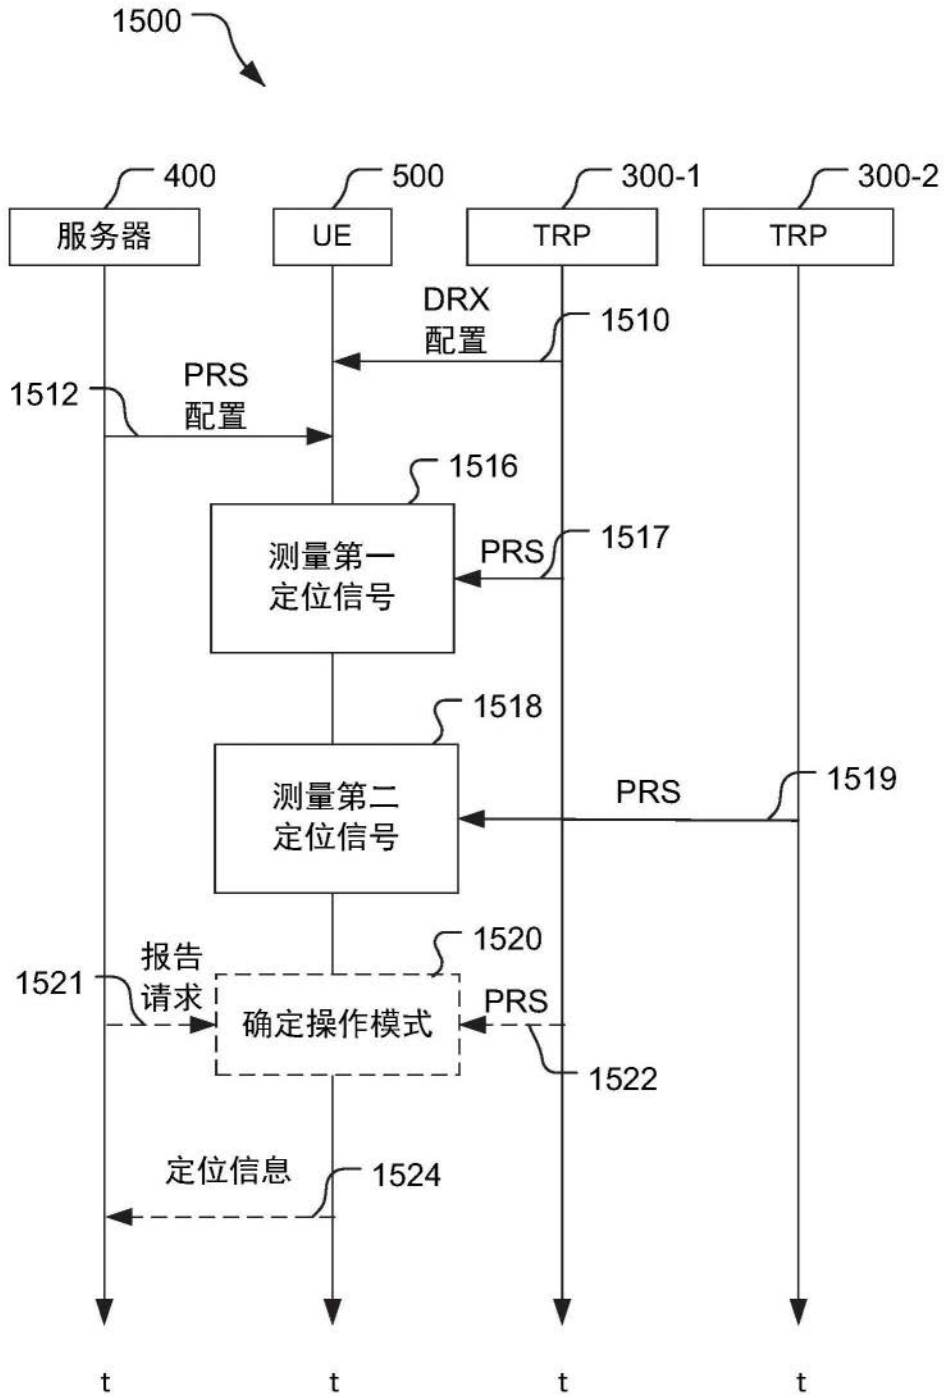 1500
400
500
300-1
300-2
服务器
UE
TRP
TRP
DRX
配置
1510
PRS
配置
1512
1516
测量第一
定位信号
PRS
1517
1518
测量第二
定位信号
PRS
1519
1520
报告
请求
1521
确定操作模式
PRS
1522
定位信息
1524
t
t
t
t